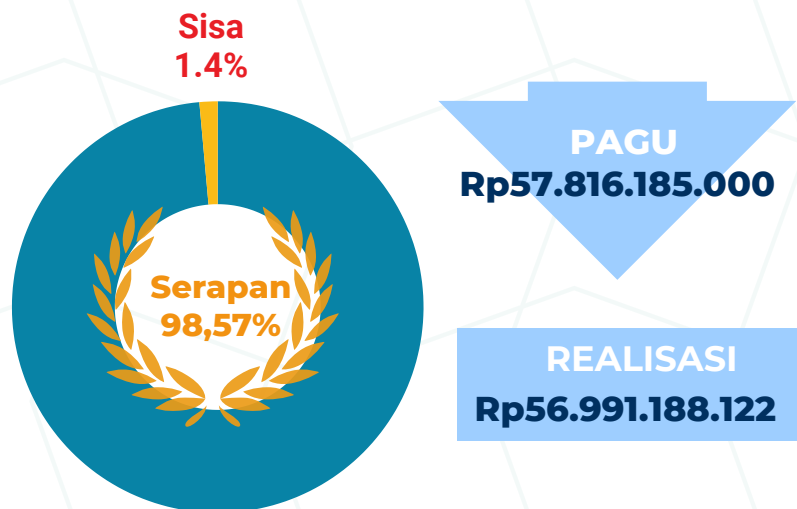 Sisa
1.4%
Serapan
98,57%
PAGU
Rp57.816.185.000
REALISASI
Rp56.991.188.122